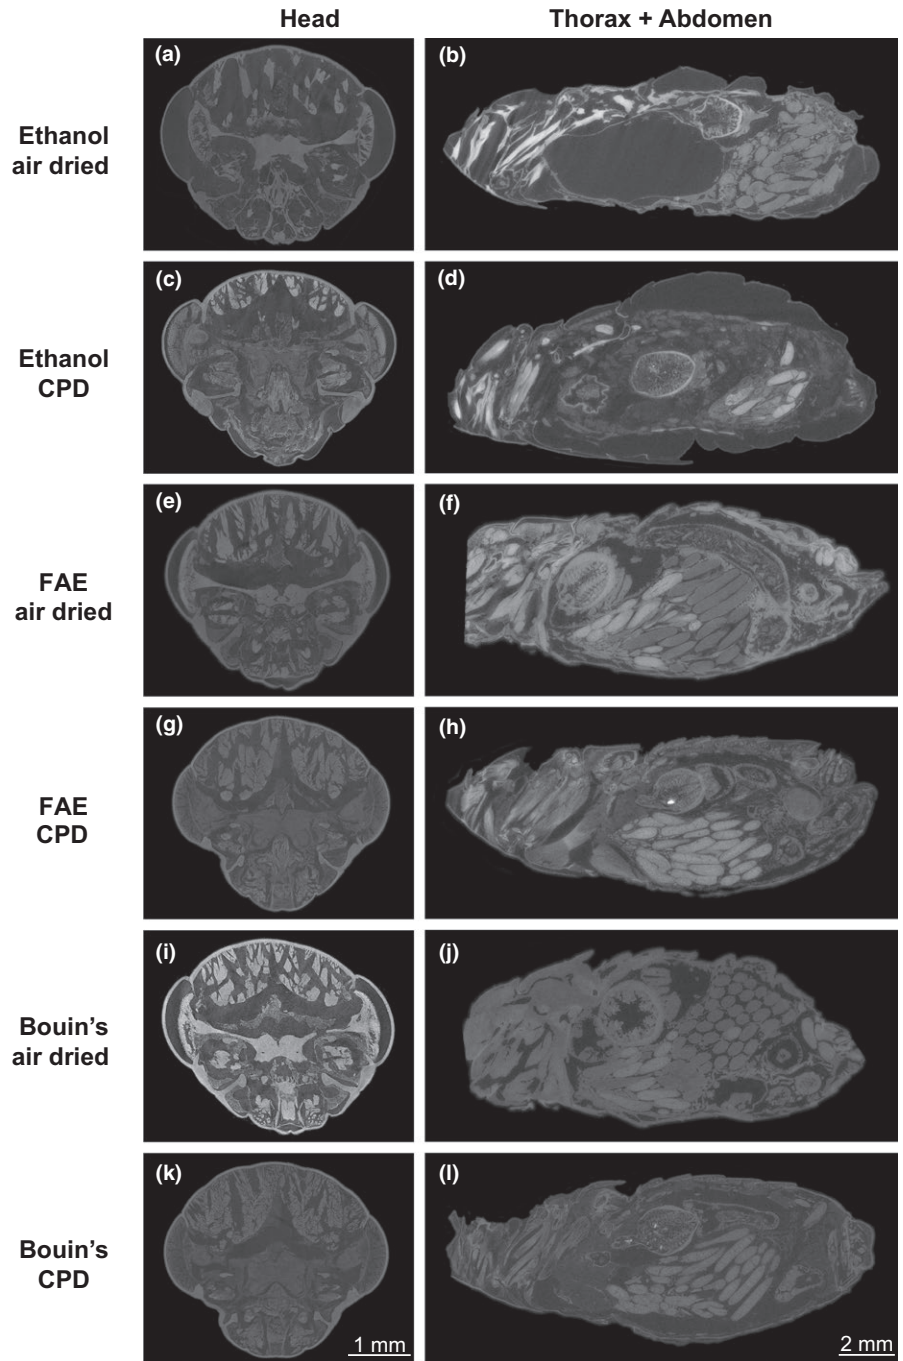 Head
Thorax + Abdomen
Ethanol
air dried
(a)
(b)
Ethanol
CPD
(c)
(d)
FAE
air dried
(e)
(f)
FAE
CPD
(g)
(h)
Bouin's
air dried
(i)
(j)
Bouin's
CPD
(k)
(l)
1 mm
2 mm